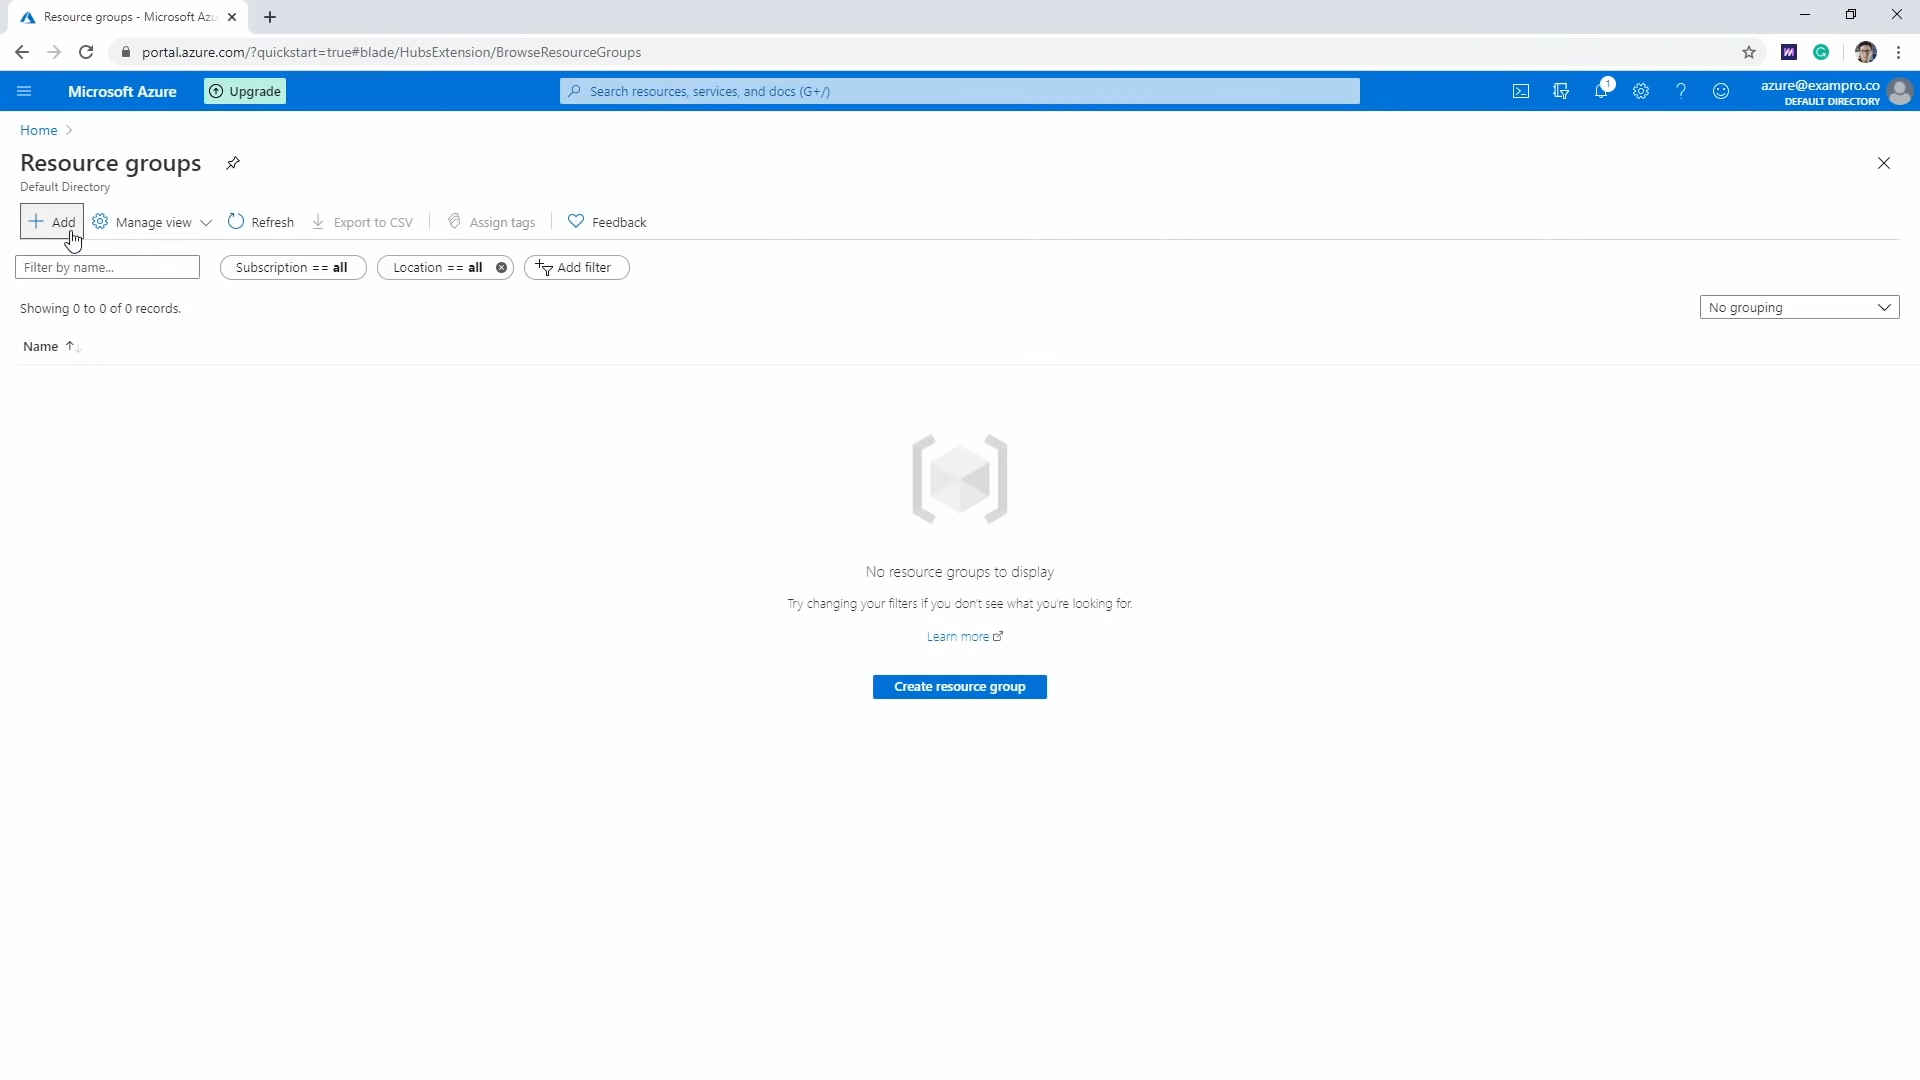 Resource groups - Microsoft Azu
portal.azure.com/?quickstart=true#blade/HubsExtension/BrowseResourceGroups
Microsoft Azure
Upgrade
Search resources, services, and docs (G+/)
1
azure@exampro.co
DEFAULT DIRECTORY
Home
Resource groups
Default Directory
Add
Manage view
Refresh
Export to CSV
Assign tags
Feedback
Filter by name...
Subscription == all
Location == all
Add filter
Showing 0 to 0 of 0 records.
No grouping
Name
No resource groups to display
Try changing your filters if you don't see what you're looking for.
Learn more
Create resource group